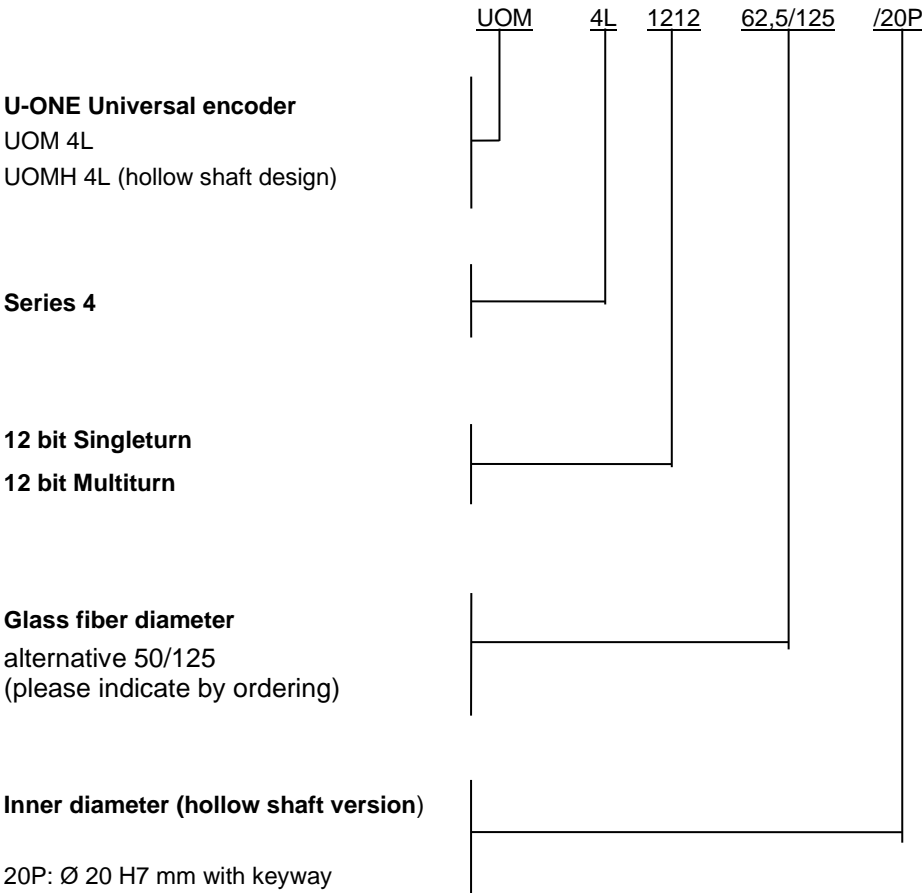 UOM 4L 1212 62,5/125 /20P
U-ONE Universal encoder
UOM 4L
UOMH 4L (hollow shaft design)
Series 4
12 bit Singleturn
12 bit Multiturn
Glass fiber diameter
alternative 50/125
(please indicate by ordering)
Inner diameter (hollow shaft version)
20P: Ø 20 H7 mm with keyway